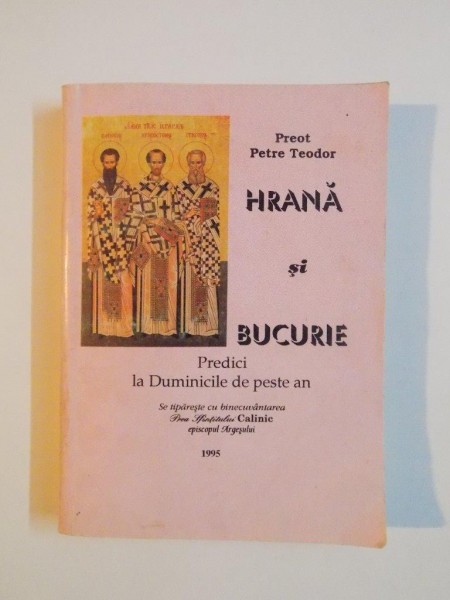 Preot
Petre Teodor
HRANĂ
și
BUCURIE
Predici
la Duminicile de peste an
Se tipărește cu binecuvântarea
Prea Sfințitului Calinic
episcopul Argeșului
1995